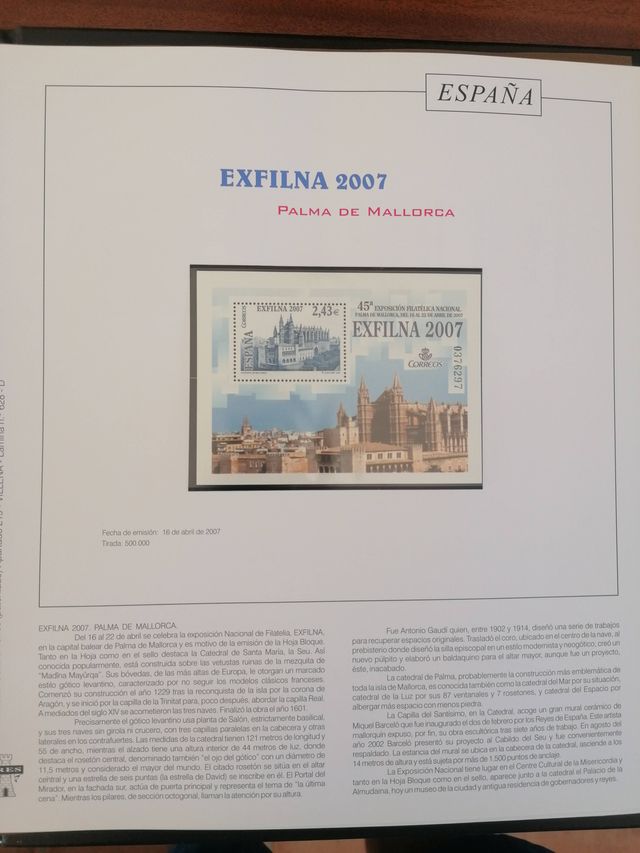 ESPAÑA
EXFILNA 2007
PALMA DE MALLORCA
EXFILNA 2007
2,43€
CORREOS
ESPAÑA
45ª EXPOSICIÓN FILATÉLICA NACIONAL
PALMA DE MALLORCA, DEL 16 AL 22 DE ABRIL DE 2007
EXFILNA 2007
CORREOS
0376297
Fecha de emisión: 16 de abril de 2007
Tirada: 500.000
EXFILNA 2007. PALMA DE MALLORCA.
Del 16 al 22 de abril se celebra la exposición Nacional de Filatelia, EXFILNA,
en la capital balear de Palma de Mallorca y es motivo de la emisión de la Hoja Bloque.
Tanto en la Hoja como en el sello destaca la Catedral de Santa María, la Seu. Así
conocida popularmente, está construida sobre las vetustas ruinas de la mezquita de
"Madîna Mayûrqa". Sus bóvedas, de las más altas de Europa, le otorgan un marcado
estilo gótico levantino, caracterizado por no seguir los modelos clásicos franceses.
Comenzó su construcción el año 1229 tras la reconquista de la isla por la corona de
Aragón, y se inició por la capilla de la Trinitat para, poco después, abordar la capilla Real.
A mediados del siglo XIV se acometieron las tres naves. Finalizó la obra el año 1601.
Precisamente el gótico levantino usa planta de Salón, estrictamente basilical,
y sus tres naves sin girola ni crucero, con tres capillas paralelas en la cabecera y otras
laterales en los contrafuertes. Las medidas de la catedral tienen 121 metros de longitud y
55 de ancho, mientras el alzado tiene una altura interior de 44 metros de luz, donde
destaca el rosetón central, denominado también "el ojo del gótico" con un diámetro de
11,5 metros y considerado el mayor del mundo. El citado rosetón se sitúa en el altar
central y una estrella de seis puntas (la estrella de David) se inscribe en él. El Portal del
Mirador, en la fachada sur, actúa de puerta principal y representa el tema de "la última
cena". Mientras los pilares, de sección octogonal, llaman la atención por su altura.
Fue Antonio Gaudí quien, entre 1902 y 1914, diseñó una serie de trabajos
para recuperar espacios originales. Trasladó el coro, ubicado en el centro de la nave, al
presbiterio donde diseñó la silla episcopal en un estilo modernista y neogótico; creó un
nuevo púlpito y elaboró un baldaquino para el altar mayor, aunque fue un proyecto,
éste, inacabado.
La catedral de Palma, probablemente la construcción más emblemática de
toda la isla de Mallorca, es conocida también como la catedral del Mar por su situación,
catedral de la Luz por sus 87 ventanales y 7 rosetones, y catedral del Espacio por
albergar más espacio con menos piedra.
La Capilla del Santísimo, en la Catedral, acoge un gran mural cerámico de
Miquel Barceló que fue inaugurado el dos de febrero por los Reyes de España. Este artista
mallorquín expuso, por fin, su obra escultórica tras siete años de trabajo. En agosto del
año 2002 Barceló presentó su proyecto al Cabildo del Seu y fue convenientemente
respaldado. La estancia del mural se ubica en la cabecera de la catedral, asciende a los
14 metros de altura y está sujeta por más de 1.500 puntos de anclaje.
La Exposición Nacional tiene lugar en el Centre Cultural de la Misericordia y
tanto en la Hoja Bloque como en el sello, aparece junto a la catedral el Palacio de la
Almudaina, hoy un museo de la ciudad y antigua residencia de gobernadores y reyes.